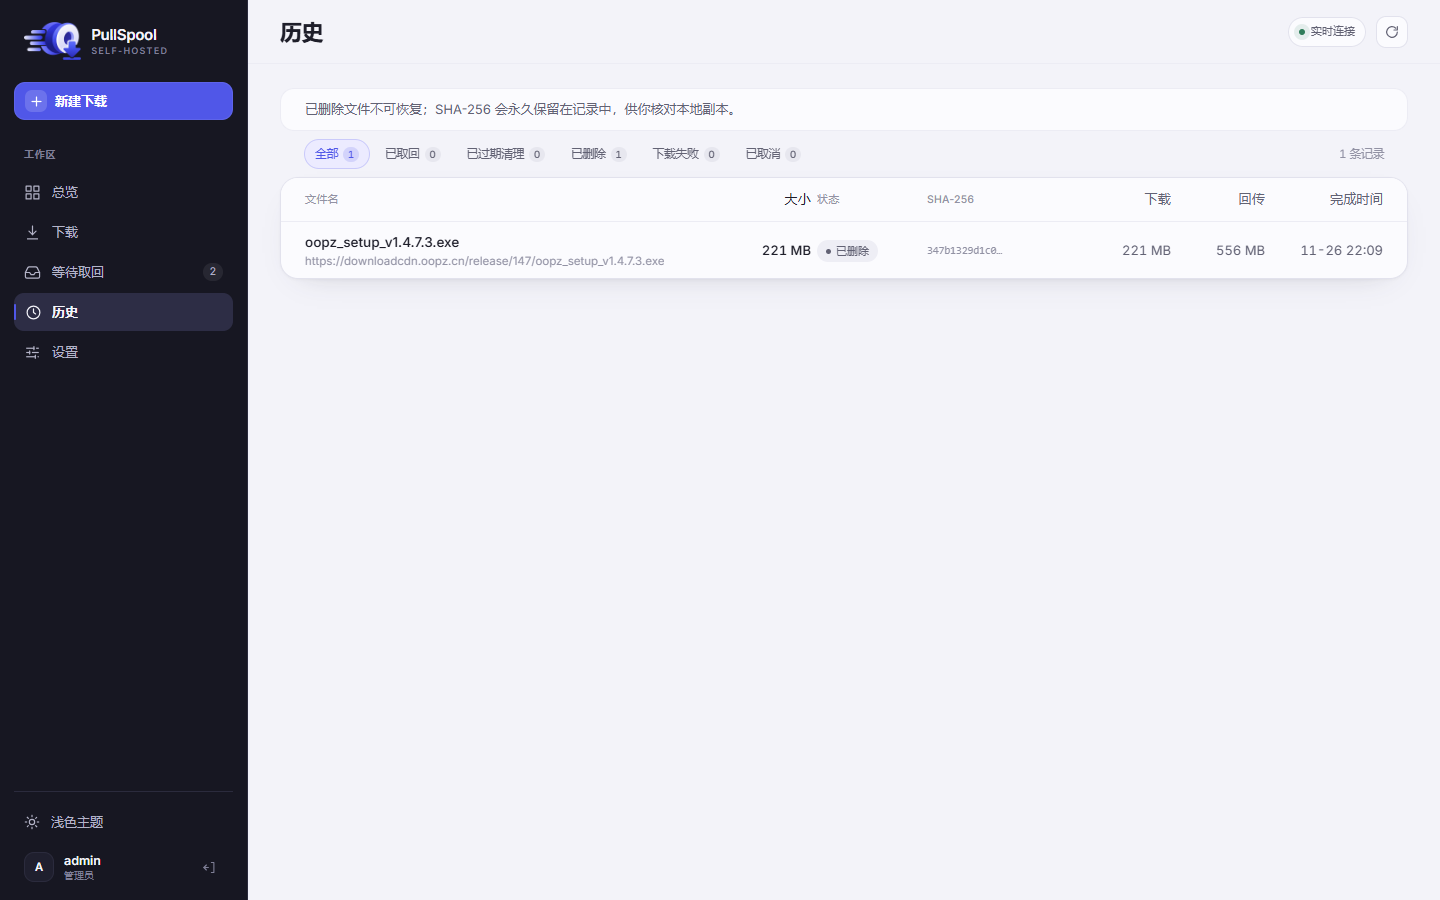 PullSpool
SELF-HOSTED
新建下载
工作区
总览
下载
等待取回 2
历史
设置
浅色主题
A admin
管理员
历史
实时连接
已删除文件不可恢复；SHA-256 会永久保留在记录中，供你核对本地副本。
全部 1 已取回 0 已过期清理 0 已删除 1 下载失败 0 已取消 0 1 条记录
文件名 大小 状态 SHA-256 下载 回传 完成时间
oopz_setup_v1.4.7.3.exe 221 MB 已删除 347b1329d1c0… 221 MB 556 MB 11-26 22:09
https://downloadcdn.oopz.cn/release/147/oopz_setup_v1.4.7.3.exe